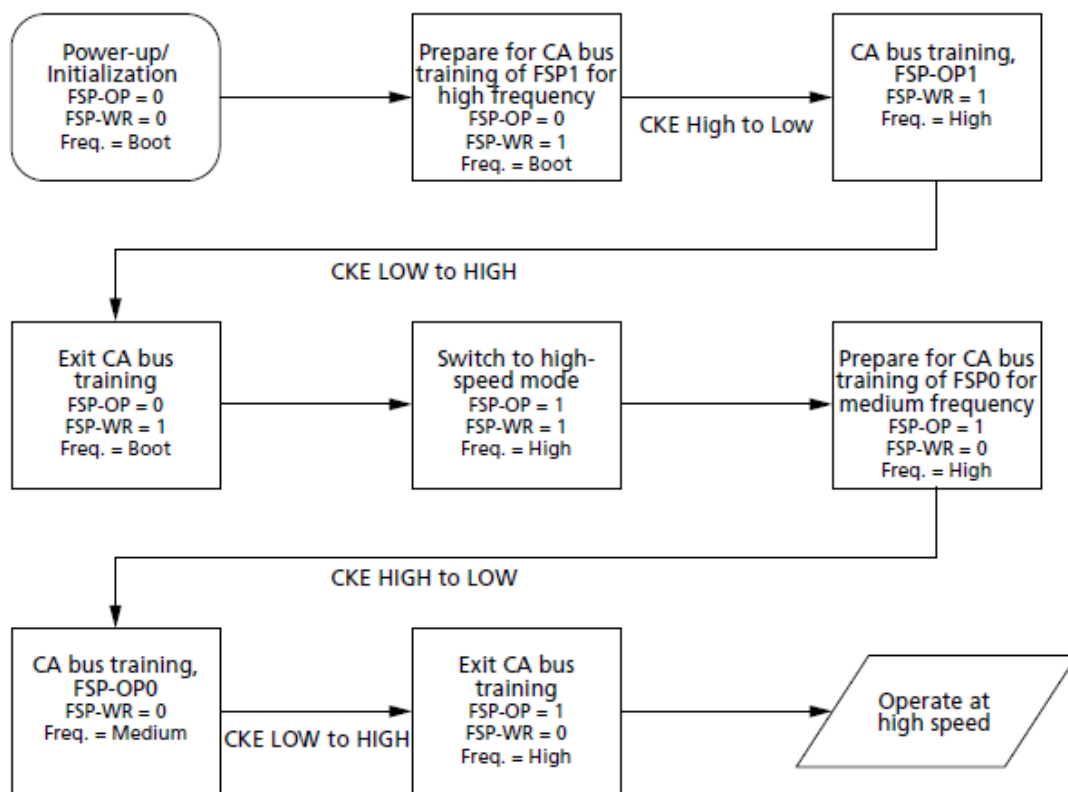 Power-up/
Initialization
FSP-OP = 0
FSP-WR = 0
Freq. = Boot
Prepare for CA bus
training of FSP1 for
high frequency
FSP-OP = 0
FSP-WR = 1
Freq. = Boot
CKE High to Low
CA bus training,
FSP-OP1
FSP-WR = 1
Freq. = High
CKE LOW to HIGH
Exit CA bus
training
FSP-OP = 0
FSP-WR = 1
Freq. = Boot
Switch to high-
speed mode
FSP-OP = 1
FSP-WR = 1
Freq. = High
Prepare for CA bus
training of FSP0 for
medium frequency
FSP-OP = 1
FSP-WR = 0
Freq. = High
CKE HIGH to LOW
CA bus training,
FSP-OP0
FSP-WR = 0
Freq. = Medium
CKE LOW to HIGH
Exit CA bus
training
FSP-OP = 1
FSP-WR = 0
Freq. = High
Operate at
high speed